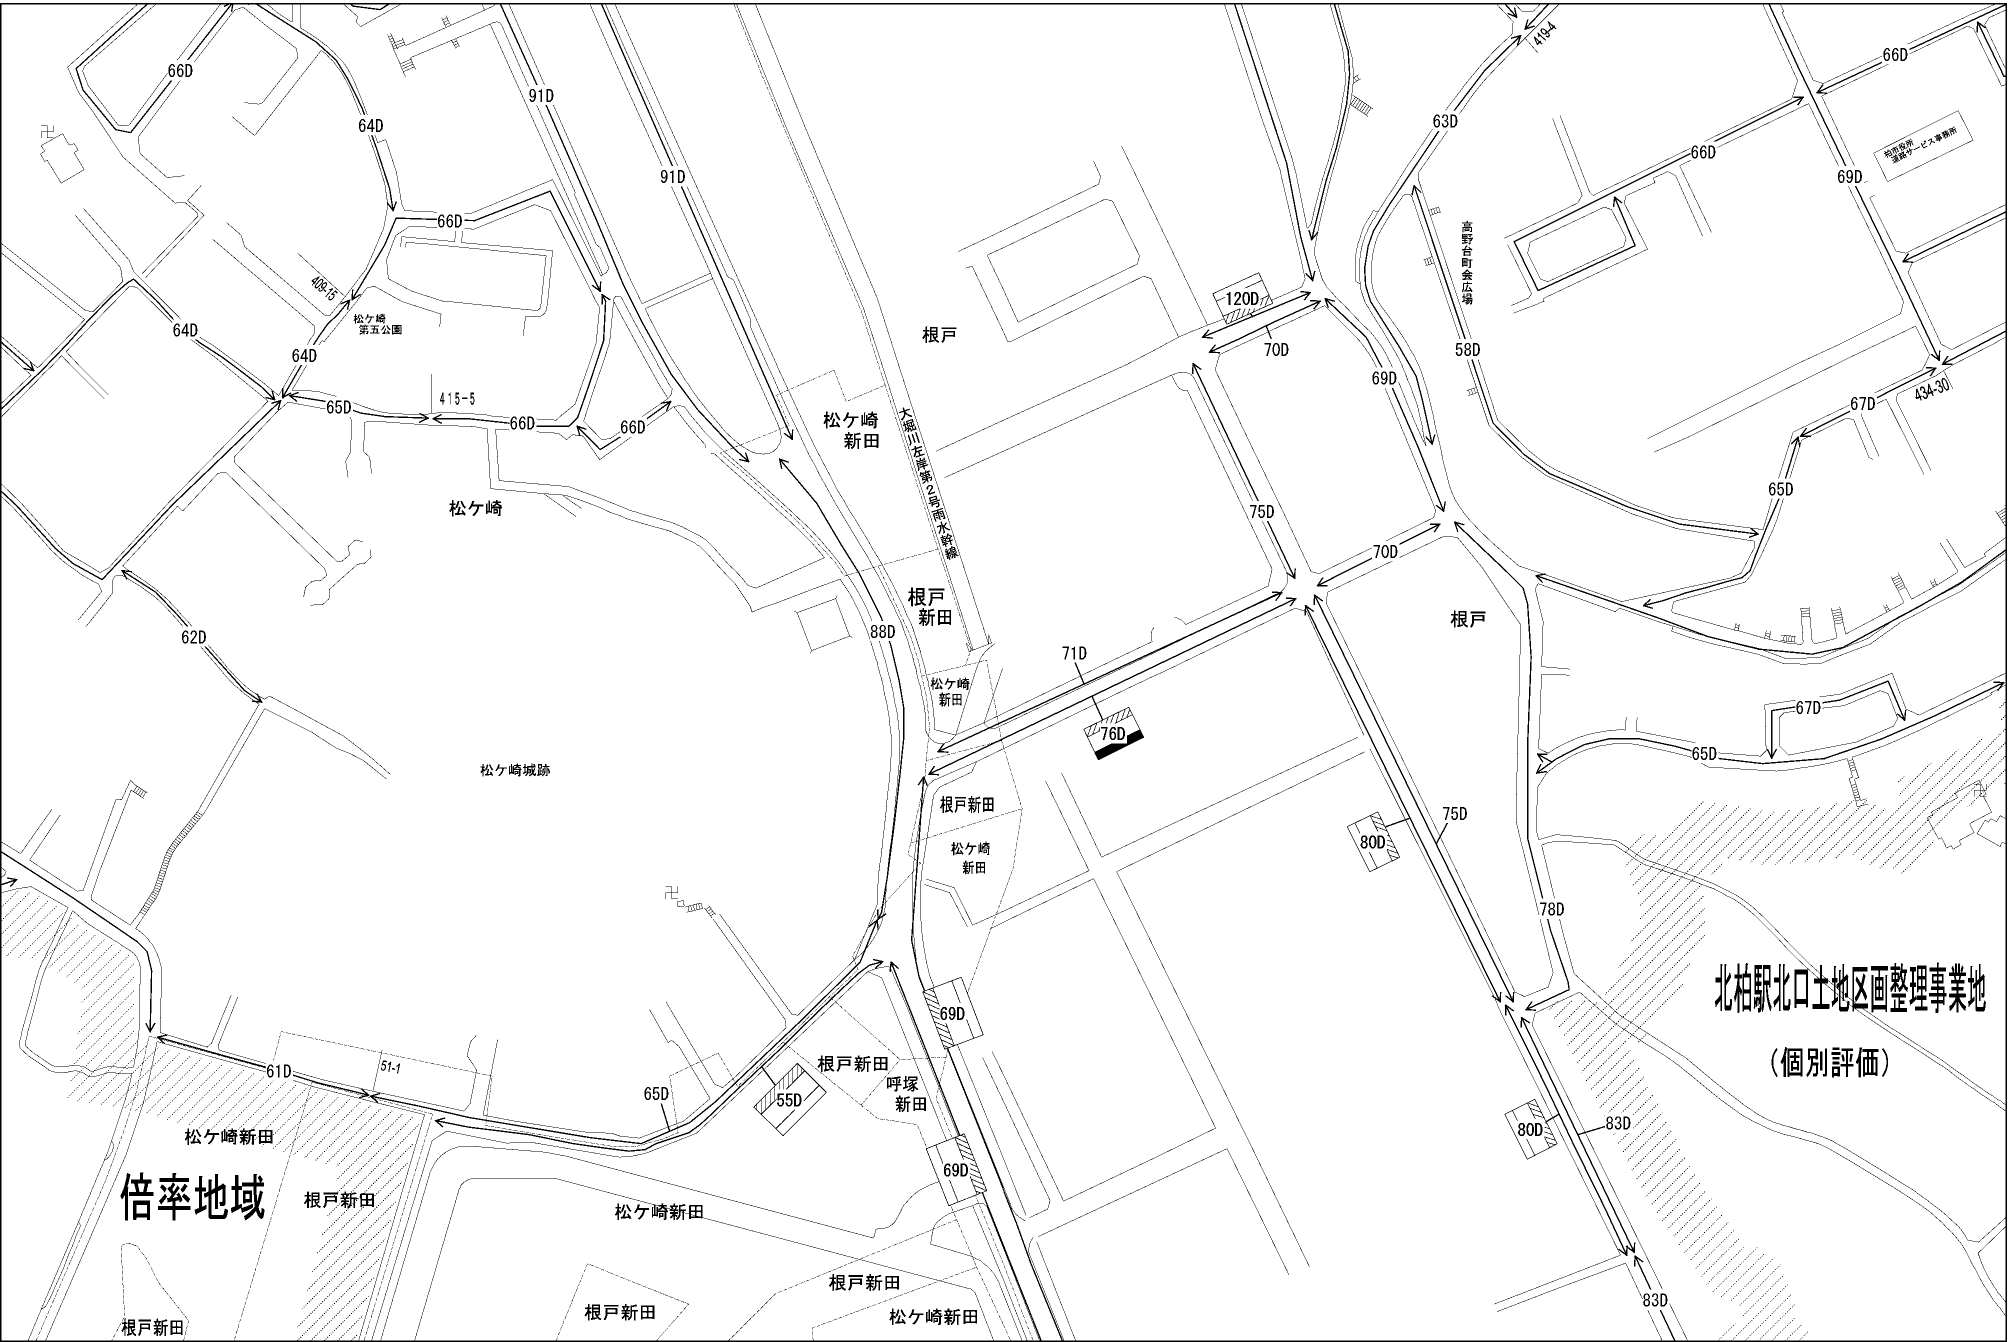 419-4
66D
66D
91D
63D
64D
66D
柏市役所
道路サービス事務所
91D
69D
66D
高野台町会広場
409-15
120D
松ケ崎
第五公園
64D
根戸
70D
58D
64D
69D
434-30
415-5
67D
65D
66D
66D
松ケ崎
新田
大堀川左岸第2号雨水幹線
65D
松ケ崎
75D
70D
根戸
新田
根戸
62D
88D
71D
松ケ崎
新田
67D
76D
65D
松ケ崎城跡
根戸新田
75D
80D
松ケ崎
新田
78D
北柏駅北口土地区画整理事業地
（個別評価）
69D
根戸新田
51-1
61D
呼塚
新田
65D
55D
83D
80D
松ケ崎新田
69D
倍率地域
根戸新田
松ケ崎新田
根戸新田
83D
根戸新田
松ケ崎新田
根戸新田